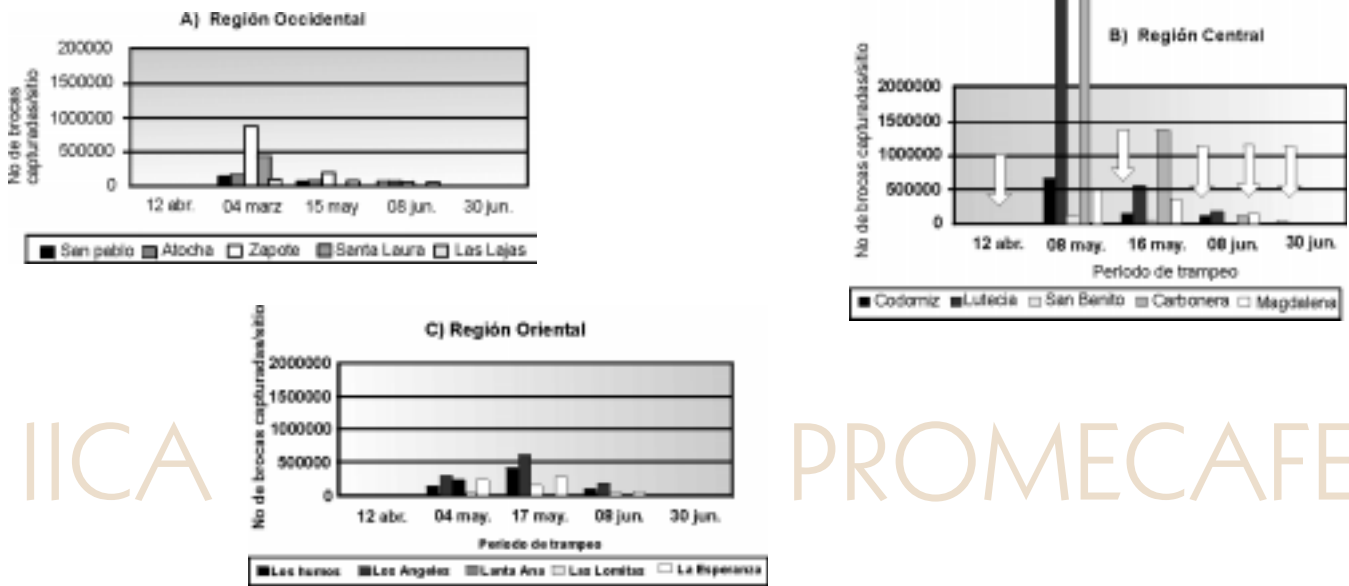 A) Región Occidental
No de brocas
capturadas/sitio
200000
1500000
1000000
500000
0
12 abr. 04 marz 15 may 08 jun. 30 jun.
San pablo Atocha Zapote Santa Laura Las Lajas
B) Región Central
No de brocas capturadas/sitio
2000000
1500000
1000000
500000
0
12 abr. 08 may. 16 may. 08 jun. 30 jun.
Periodo de trampeo
Codorniz Lutecia San Benito Carbonera Magdalena
C) Región Oriental
No de brocas capturadas/sitio
2000000
1500000
1000000
500000
0
12 abr. 04 may. 17 may. 08 jun. 30 jun.
Periodo de trampeo
Los humos Los Angeles Lanta Ana Las Lomitas La Esperanza
IICA PROMECAFE